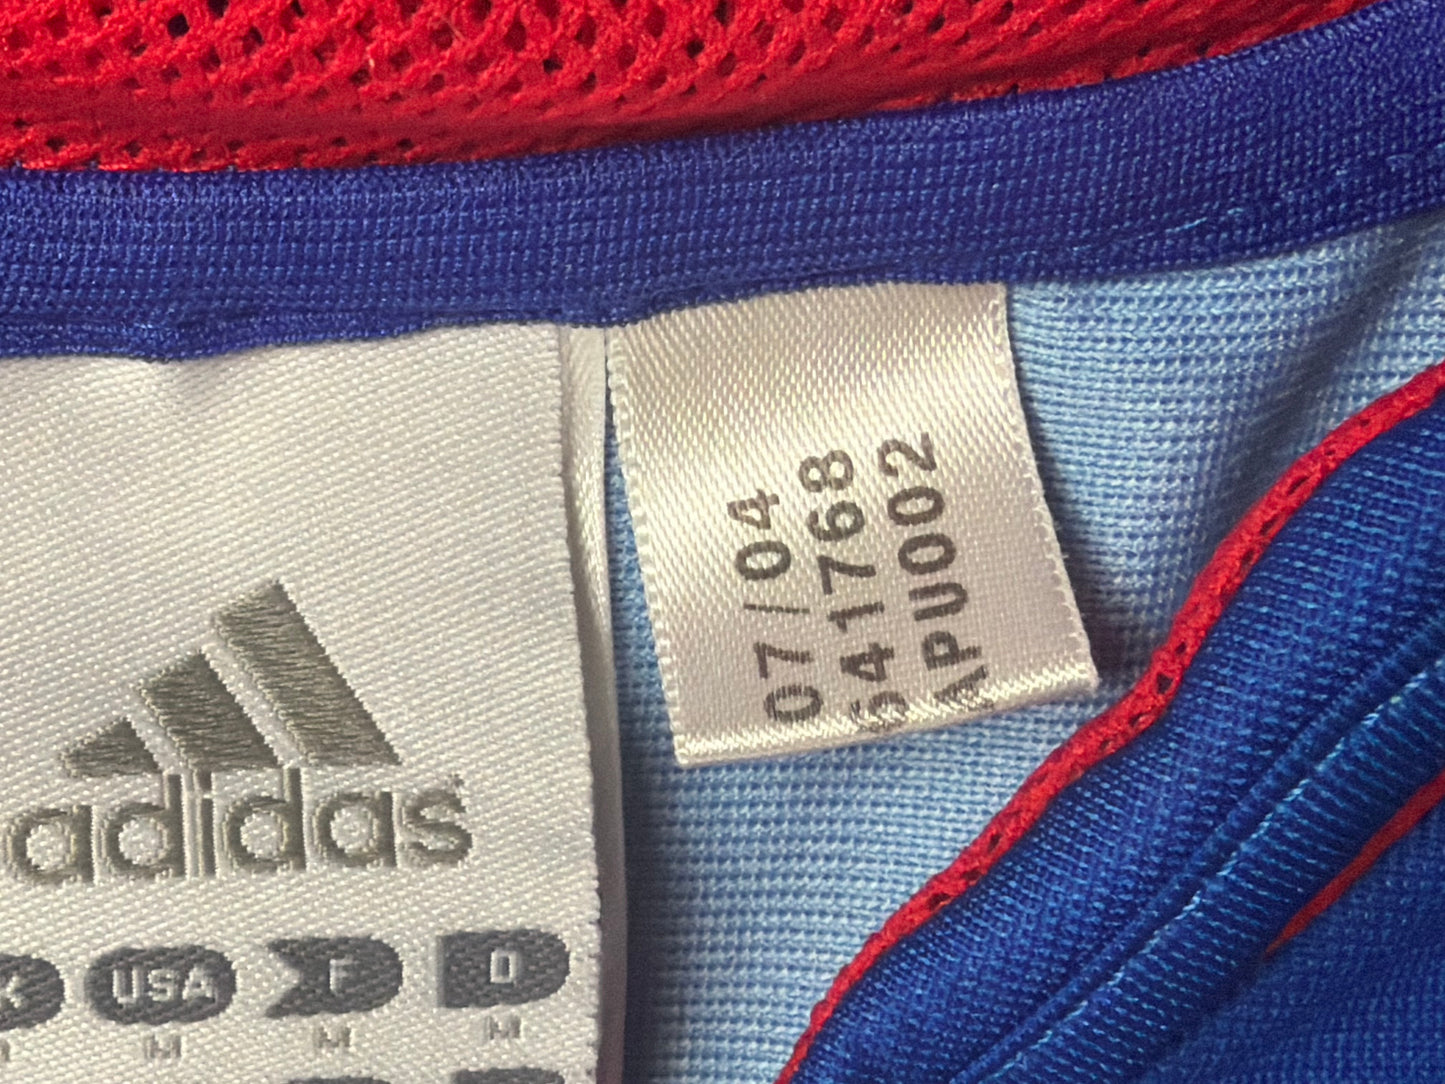 adidas
USA F D
M M M
07/04
641768
APU002